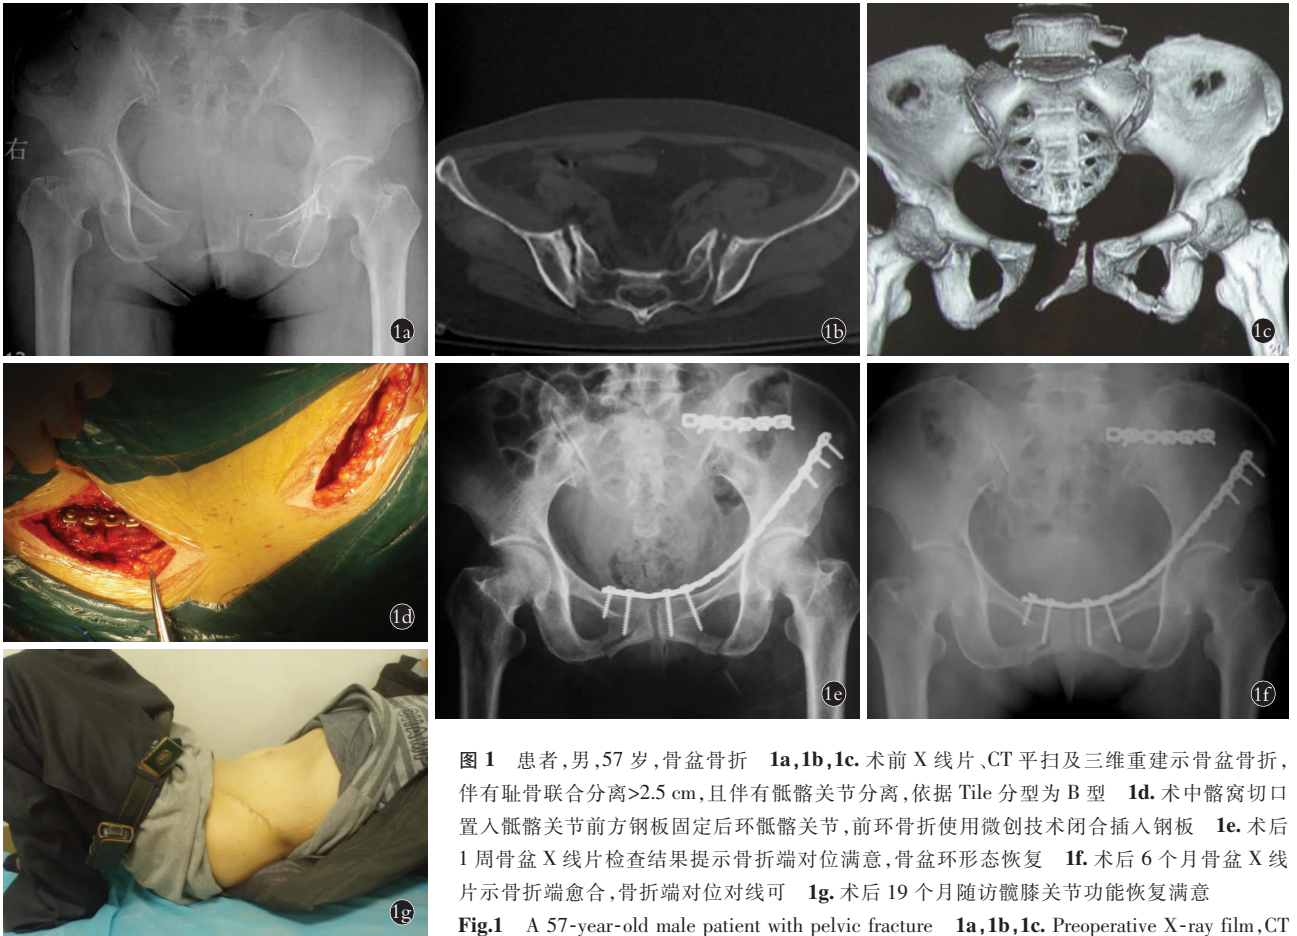 右
1a
1b
1c
1d
1e
1f
1g
图 1 患者,男,57 岁,骨盆骨折 1a,1b,1c. 术前 X 线片、CT 平扫及三维重建示骨盆骨折,
伴有耻骨联合分离>2.5 cm,且伴有骶髂关节分离,依据 Tile 分型为 B 型 1d. 术中髂窝切口
置入骶髂关节前方钢板固定后环骶髂关节,前环骨折使用微创技术闭合插入钢板 1e. 术后
1 周骨盆 X 线片检查结果提示骨折端对位满意,骨盆环形态恢复 1f. 术后 6 个月骨盆 X 线
片示骨折端愈合,骨折端对位对线可 1g. 术后 19 个月随访髋膝关节功能恢复满意
Fig.1 A 57-year-old male patient with pelvic fracture 1a,1b,1c. Preoperative X-ray film,CT